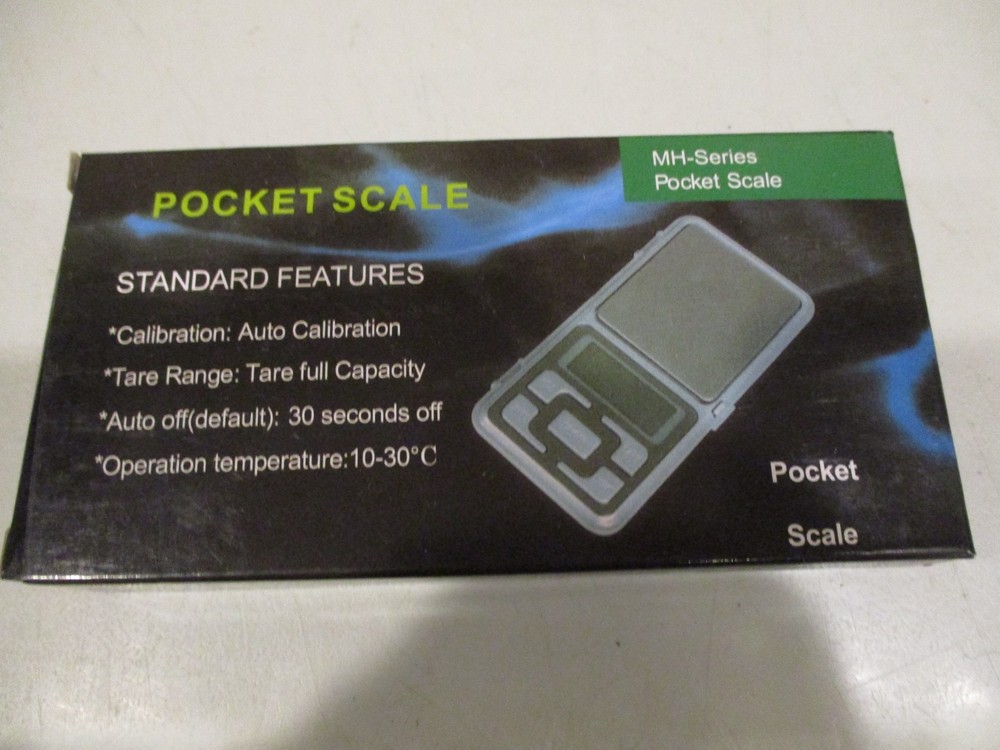 MH-Series
Pocket Scale
POCKET SCALE
STANDARD FEATURES
*Calibration: Auto Calibration
*Tare Range: Tare full Capacity
*Auto off(default): 30 seconds off
*Operation temperature:10-30°C
Pocket
Scale